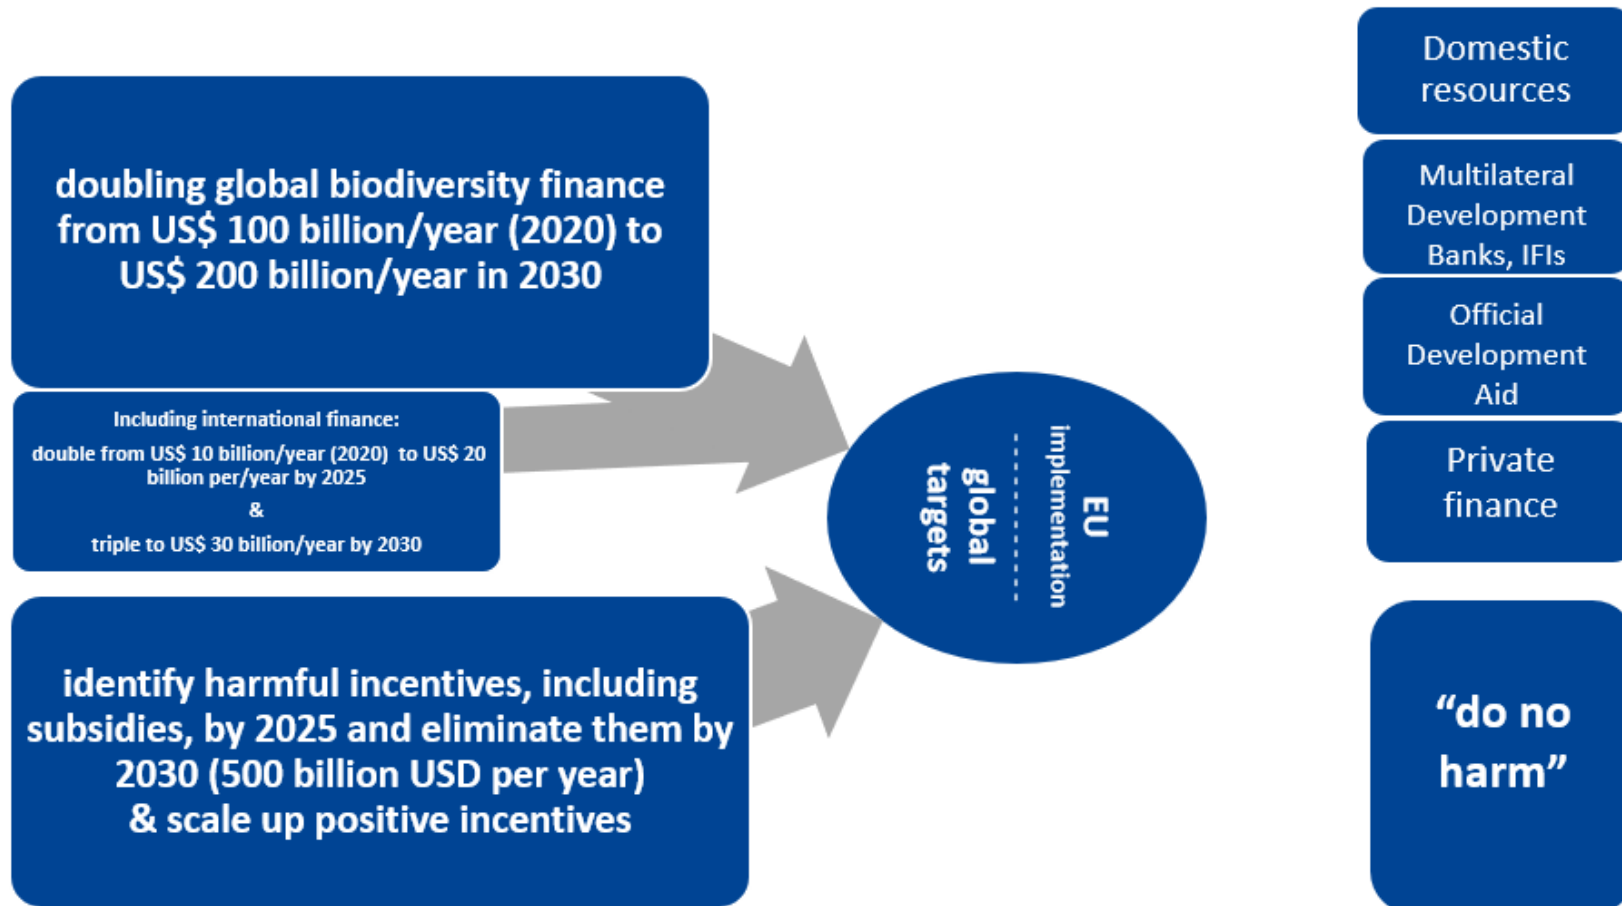 doubling global biodiversity finance
from US$ 100 billion/year (2020) to
US$ 200 billion/year in 2030
Including international finance:
double from US$ 10 billion/year (2020) to US$ 20
billion per/year by 2025
&
triple to US$ 30 billion/year by 2030
identify harmful incentives, including
subsidies, by 2025 and eliminate them by
2030 (500 billion USD per year)
& scale up positive incentives
EU
implementation
global
targets
Domestic
resources
Multilateral
Development
Banks, IFIs
Official
Development
Aid
Private
finance
“do no
harm”